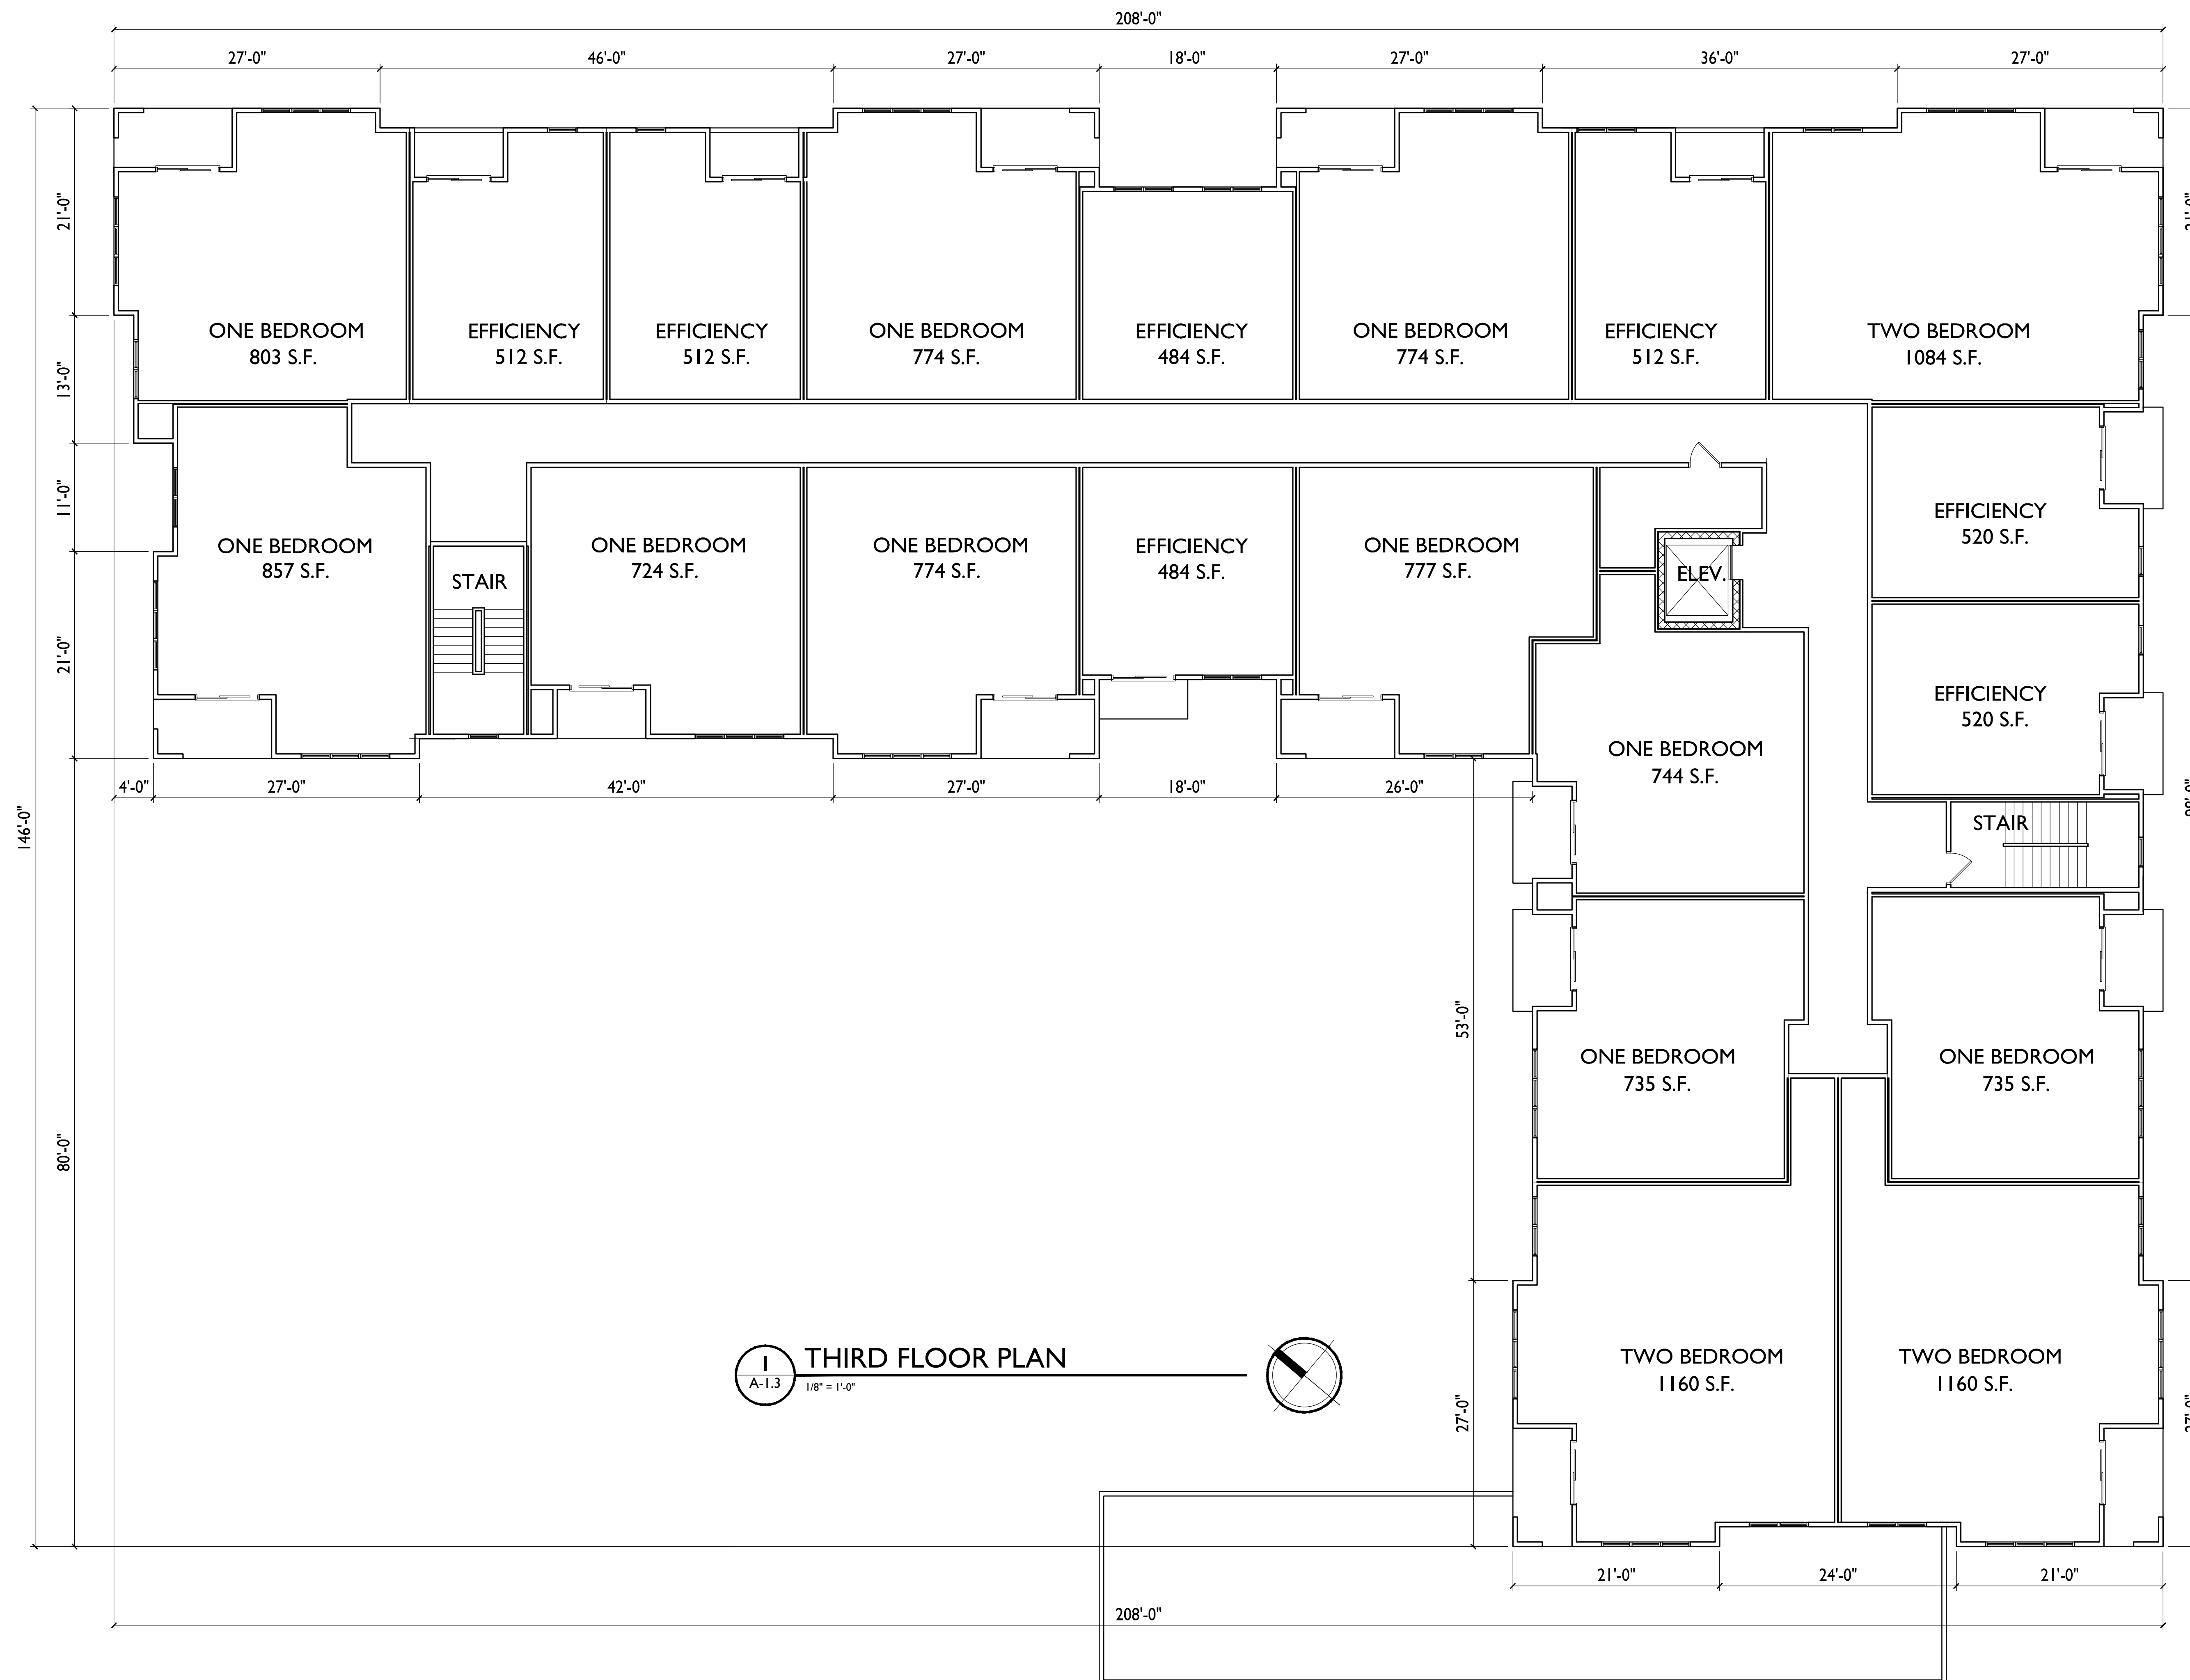 208'-0"
27'-0"
46'-0"
27'-0"
18'-0"
27'-0"
36'-0"
27'-0"
21'-0"
13'-0"
11'-0"
21'-0"
146'-0"
80'-0"
ONE BEDROOM
803 S.F.
EFFICIENCY
512 S.F.
EFFICIENCY
512 S.F.
ONE BEDROOM
774 S.F.
EFFICIENCY
484 S.F.
ONE BEDROOM
774 S.F.
EFFICIENCY
512 S.F.
TWO BEDROOM
1084 S.F.
ONE BEDROOM
857 S.F.
STAIR
ONE BEDROOM
724 S.F.
ONE BEDROOM
774 S.F.
EFFICIENCY
484 S.F.
ONE BEDROOM
777 S.F.
ELEV.
EFFICIENCY
520 S.F.
EFFICIENCY
520 S.F.
ONE BEDROOM
744 S.F.
STAIR
4'-0"
27'-0"
42'-0"
27'-0"
18'-0"
26'-0"
53'-0"
27'-0"
ONE BEDROOM
735 S.F.
ONE BEDROOM
735 S.F.
TWO BEDROOM
1160 S.F.
TWO BEDROOM
1160 S.F.
1
A-1.3
THIRD FLOOR PLAN
1/8" = 1'-0"
21'-0"
24'-0"
21'-0"
208'-0"